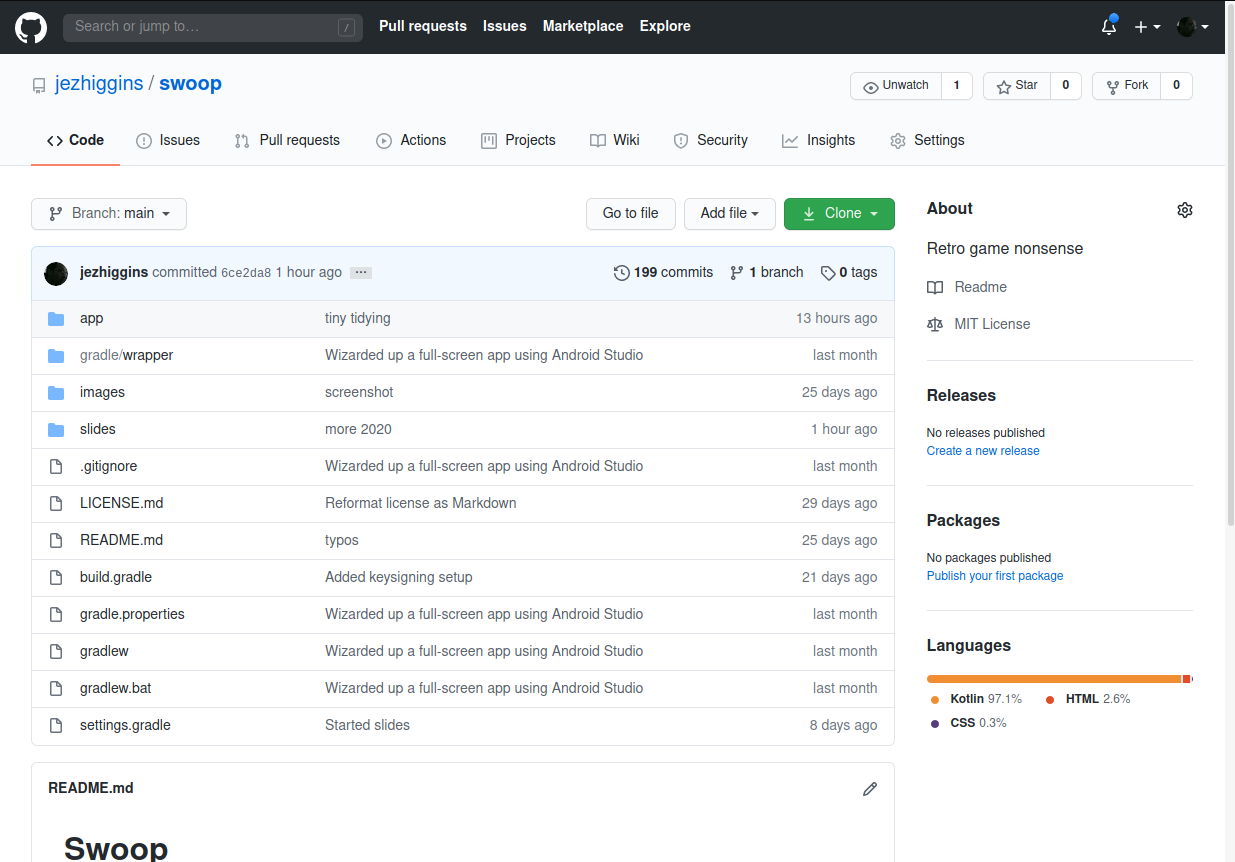 Search or jump to… /
Pull requests Issues Marketplace Explore
jezhiggins / swoop
Unwatch 1 Star 0 Fork 0
Code Issues Pull requests Actions Projects Wiki Security Insights Settings
Branch: main Go to file Add file Clone
jezhiggins committed 6ce2da8 1 hour ago ... 199 commits 1 branch 0 tags
app tiny tidying 13 hours ago
gradle/wrapper Wizarded up a full-screen app using Android Studio last month
images screenshot 25 days ago
slides more 2020 1 hour ago
.gitignore Wizarded up a full-screen app using Android Studio last month
LICENSE.md Reformat license as Markdown 29 days ago
README.md typos 25 days ago
build.gradle Added keysigning setup 21 days ago
gradle.properties Wizarded up a full-screen app using Android Studio last month
gradlew Wizarded up a full-screen app using Android Studio last month
gradlew.bat Wizarded up a full-screen app using Android Studio last month
settings.gradle Started slides 8 days ago
README.md
Swoop
About
Retro game nonsense
Readme
MIT License
Releases
No releases published
Create a new release
Packages
No packages published
Publish your first package
Languages
Kotlin 97.1% HTML 2.6%
CSS 0.3%